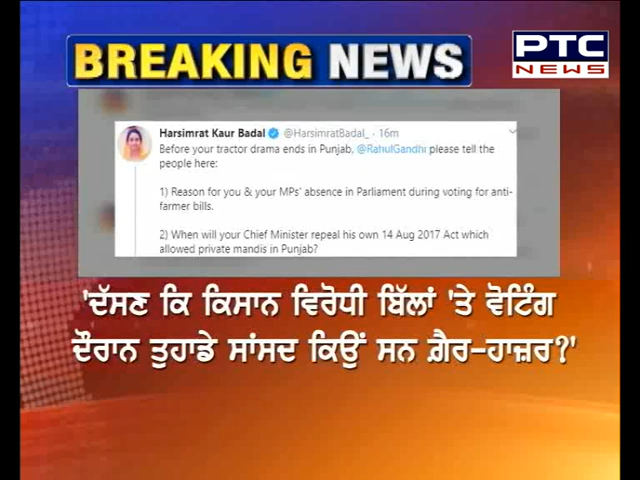 BREAKING NEWS
PTC
NEWS
Harsimrat Kaur Badal @HarsimratBadal_ · 16m
Before your tractor drama ends in Punjab, @RahulGandhi please tell the
people here:
1) Reason for you & your MPs' absence in Parliament during voting for anti-
farmer bills.
2) When will your Chief Minister repeal his own 14 Aug 2017 Act which
allowed private mandis in Punjab?
'ਦੱਸਣ ਕਿ ਕਿਸਾਨ ਵਿਰੋਧੀ ਬਿੱਲਾਂ 'ਤੇ ਵੋਟਿੰਗ
ਦੌਰਾਨ ਤੁਹਾਡੇ ਸਾਂਸਦ ਕਿਉਂ ਸਨ ਗ਼ੈਰ-ਹਾਜ਼ਰ?'